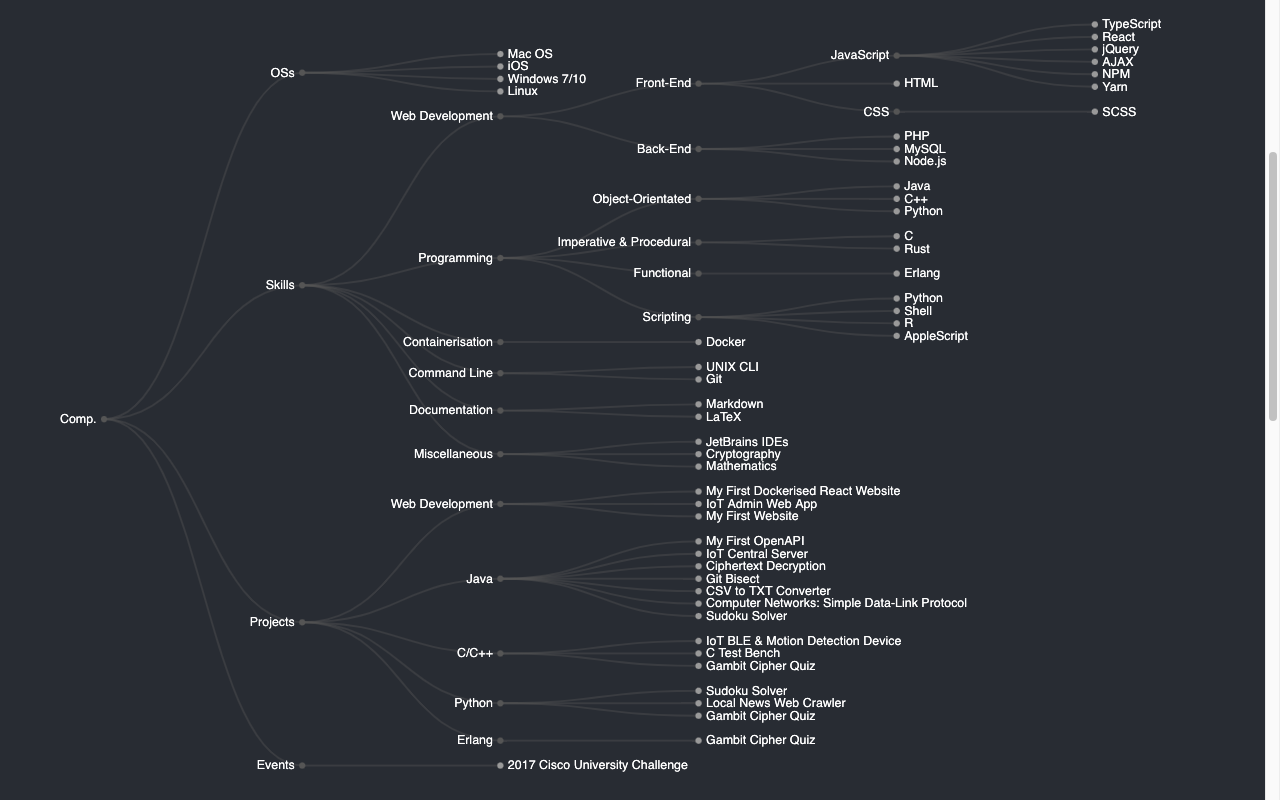 Comp.
OSs
Mac OS
iOS
Windows 7/10
Linux
Skills
Web Development
Front-End
JavaScript
TypeScript
React
jQuery
AJAX
NPM
Yarn
HTML
CSS
SCSS
Back-End
PHP
MySQL
Node.js
Programming
Object-Orientated
Java
C++
Python
Imperative & Procedural
C
Rust
Functional
Erlang
Scripting
Python
Shell
R
AppleScript
Containerisation
Docker
Command Line
UNIX CLI
Git
Documentation
Markdown
LaTeX
Miscellaneous
JetBrains IDEs
Cryptography
Mathematics
Projects
Web Development
My First Dockerised React Website
IoT Admin Web App
My First Website
Java
My First OpenAPI
IoT Central Server
Ciphertext Decryption
Git Bisect
CSV to TXT Converter
Computer Networks: Simple Data-Link Protocol
Sudoku Solver
C/C++
IoT BLE & Motion Detection Device
C Test Bench
Gambit Cipher Quiz
Python
Sudoku Solver
Local News Web Crawler
Gambit Cipher Quiz
Erlang
Gambit Cipher Quiz
Events
2017 Cisco University Challenge